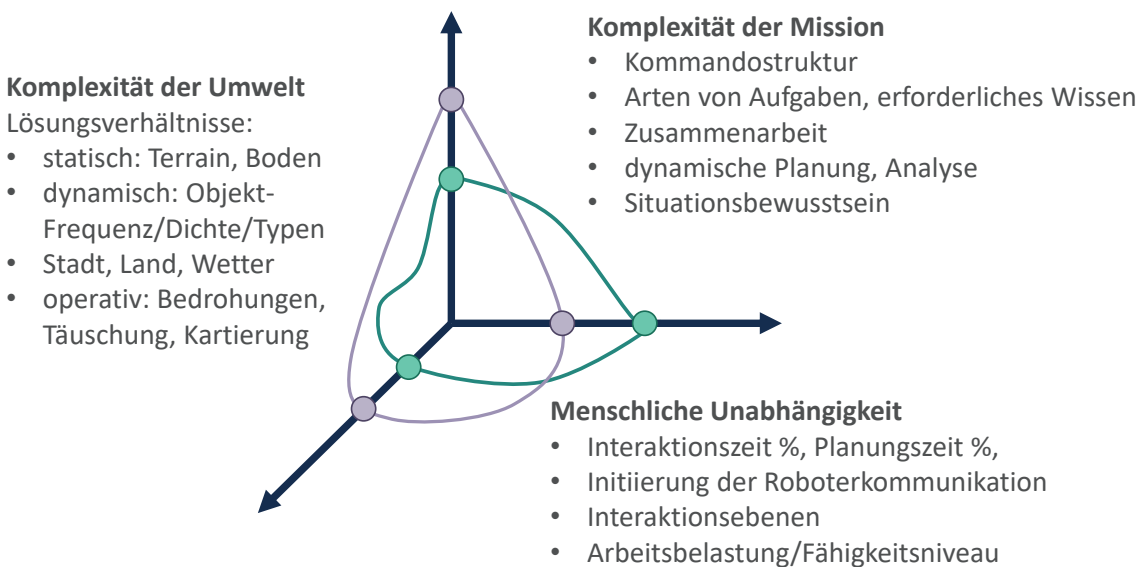 Komplexität der Umwelt
Lösungsverhältnisse:
• statisch: Terrain, Boden
• dynamisch: Objekt-
Frequenz/Dichte/Typen
• Stadt, Land, Wetter
• operativ: Bedrohungen,
Täuschung, Kartierung
Komplexität der Mission
• Kommandostruktur
• Arten von Aufgaben, erforderliches Wissen
• Zusammenarbeit
• dynamische Planung, Analyse
• Situationsbewusstsein
Menschliche Unabhängigkeit
• Interaktionszeit %, Planungszeit %,
• Initiierung der Roboterkommunikation
• Interaktionsebenen
• Arbeitsbelastung/Fähigkeitsniveau